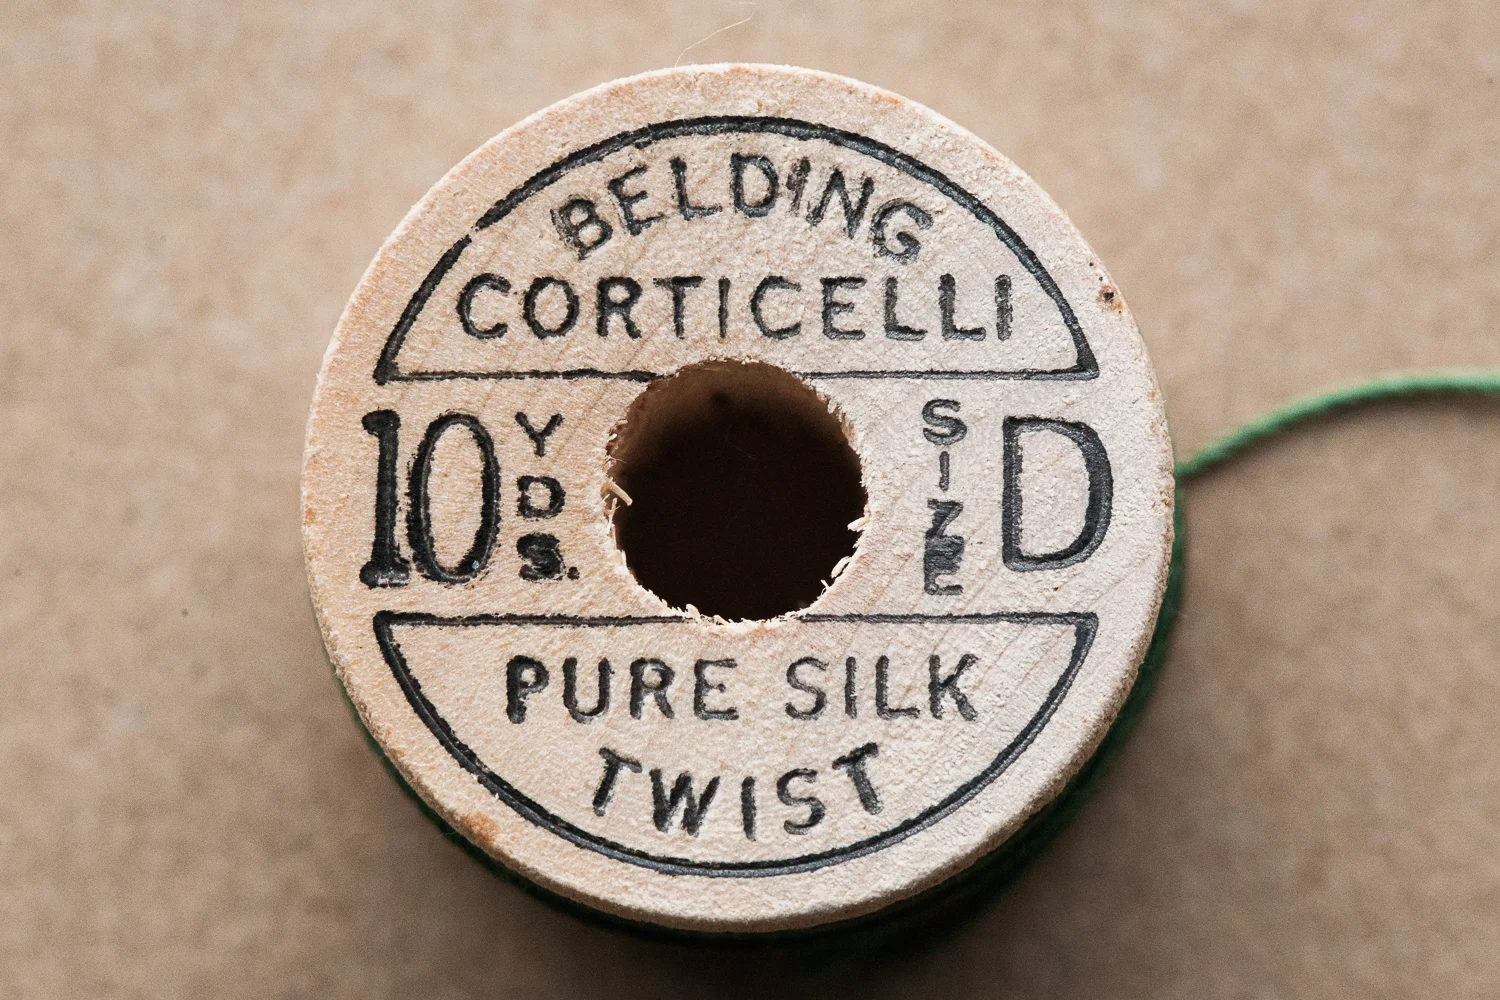 BELDING
CORTICELLI
10 YDS. SIZE D
PURE SILK
TWIST